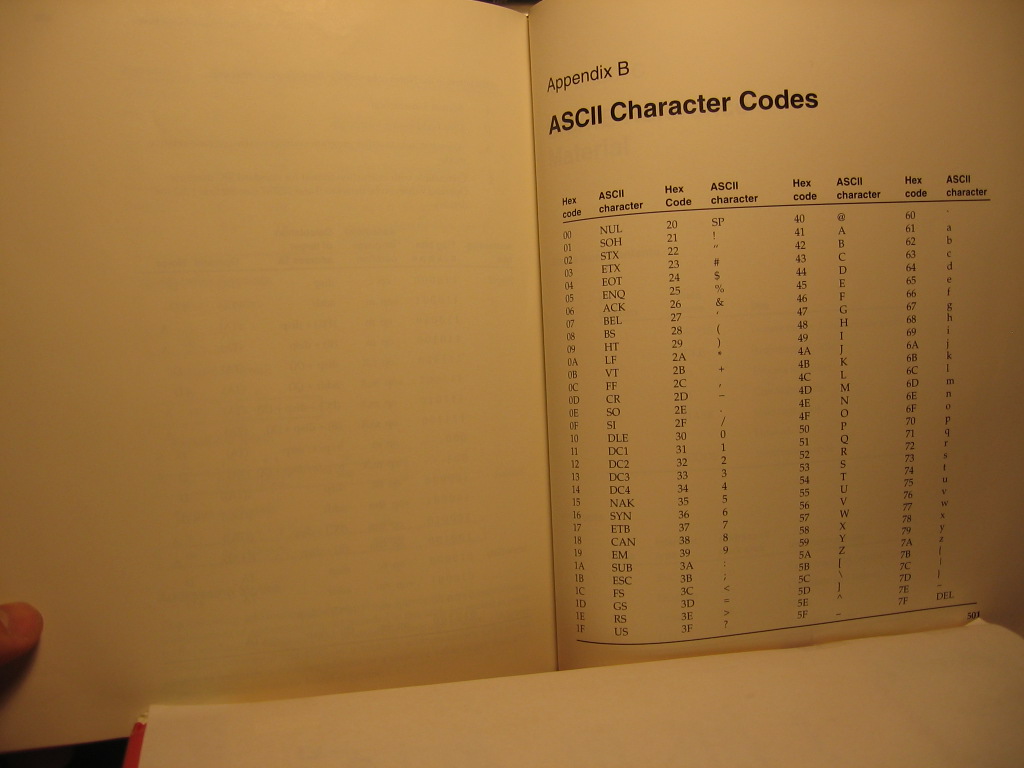 Appendix B
ASCII Character Codes
Hex ASCII Hex ASCII Hex ASCII Hex ASCII
code character Code character code character code character
00 NUL 20 SP 40 @ 60 `
01 SOH 21 ! 41 A 61 a
02 STX 22 " 42 B 62 b
03 ETX 23 # 43 C 63 c
04 EOT 24 $ 44 D 64 d
05 ENQ 25 % 45 E 65 e
06 ACK 26 & 46 F 66 f
07 BEL 27 ' 47 G 67 g
08 BS 28 ( 48 H 68 h
09 HT 29 ) 49 I 69 i
0A LF 2A * 4A J 6A j
0B VT 2B + 4B K 6B k
0C FF 2C , 4C L 6C l
0D CR 2D – 4D M 6D m
0E SO 2E . 4E N 6E n
0F SI 2F / 4F O 6F o
10 DLE 30 0 50 P 70 p
11 DC1 31 1 51 Q 71 q
12 DC2 32 2 52 R 72 r
13 DC3 33 3 53 S 73 s
14 DC4 34 4 54 T 74 t
15 NAK 35 5 55 U 75 u
16 SYN 36 6 56 V 76 v
17 ETB 37 7 57 W 77 w
18 CAN 38 8 58 X 78 x
19 EM 39 9 59 Y 79 y
1A SUB 3A : 5A Z 7A z
1B ESC 3B ; 5B [ 7B {
1C FS 3C < 5C \ 7C |
1D GS 3D = 5D ] 7D }
1E RS 3E > 5E ^ 7E ~
1F US 3F ? 5F – 7F DEL
501